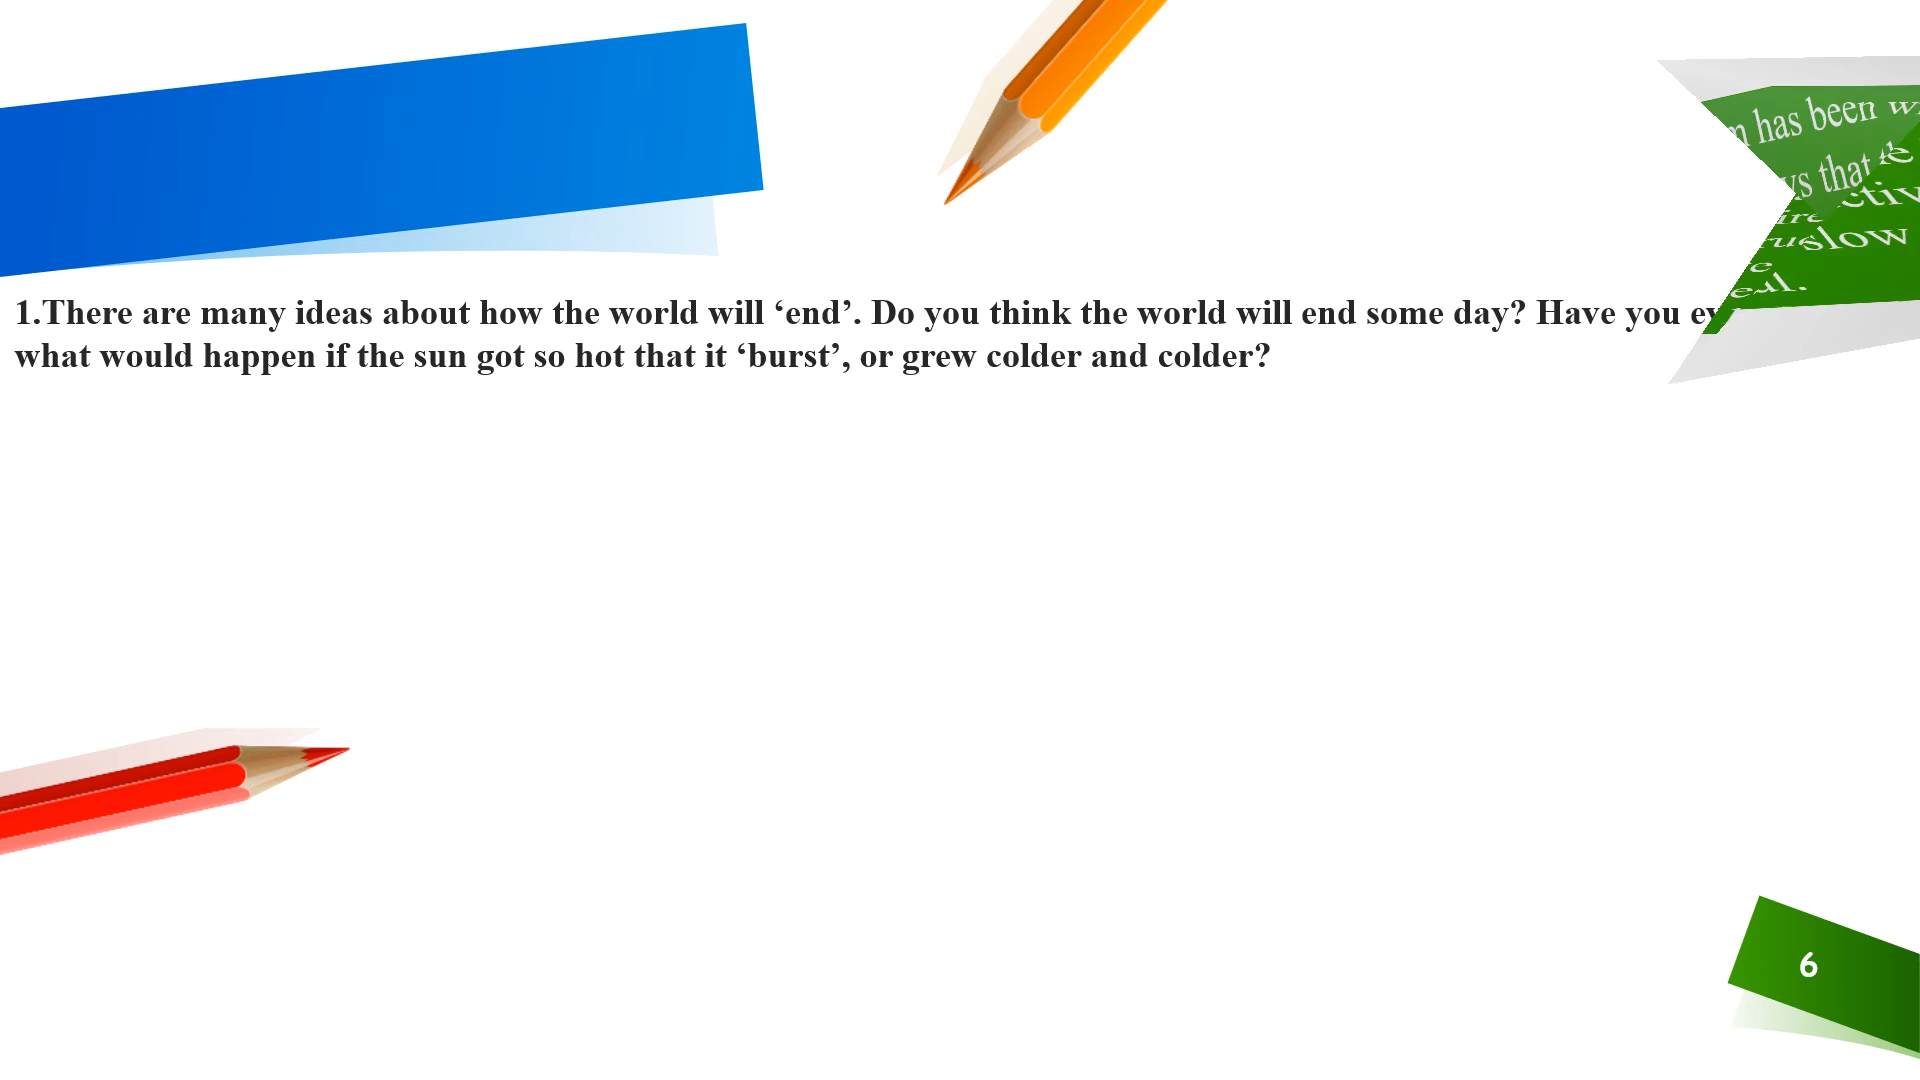 has been
that
slow
1.There are many ideas about how the world will ‘end’. Do you think the world will end some day? Have you
what would happen if the sun got so hot that it ‘burst’, or grew colder and colder?
6